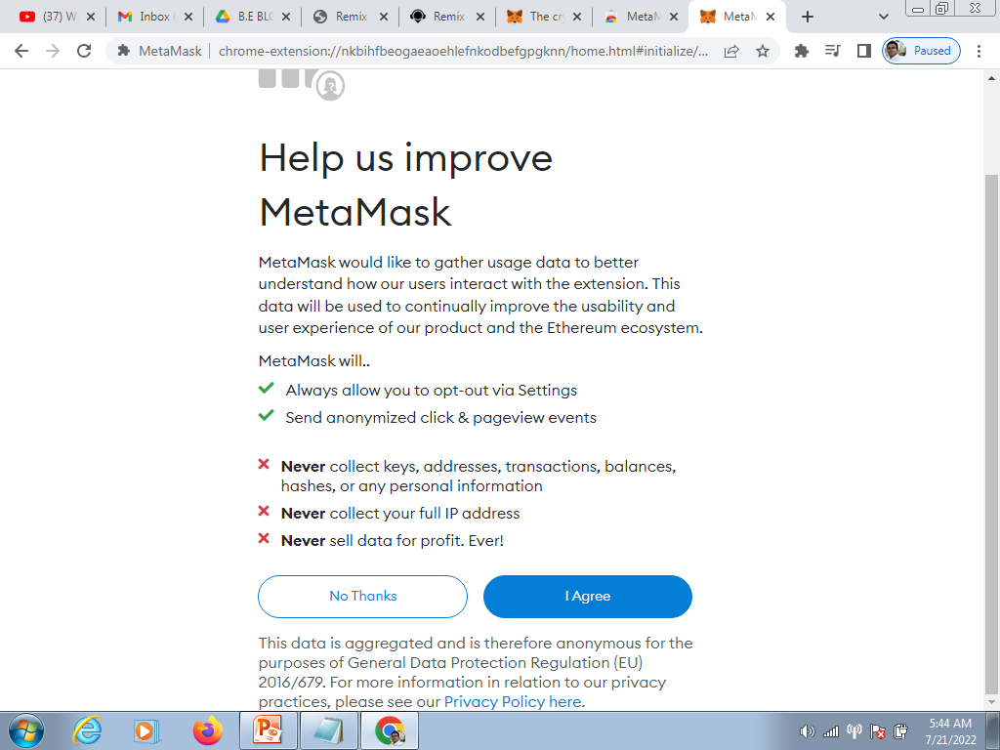 (37) W
Inbox (
B.E BLO
Remix
Remix
The cr
MetaM
MetaM
MetaMask
chrome-extension://nkbihfbeogaeaoehlefnkodbefgpgknn/home.html#initialize/...
Paused
Help us improve
MetaMask
MetaMask would like to gather usage data to better
understand how our users interact with the extension. This
data will be used to continually improve the usability and
user experience of our product and the Ethereum ecosystem.
MetaMask will..
Always allow you to opt-out via Settings
Send anonymized click & pageview events
Never collect keys, addresses, transactions, balances,
hashes, or any personal information
Never collect your full IP address
Never sell data for profit. Ever!
No Thanks
I Agree
This data is aggregated and is therefore anonymous for the
purposes of General Data Protection Regulation (EU)
2016/679. For more information in relation to our privacy
practices, please see our Privacy Policy here.
5:44 AM
7/21/2022